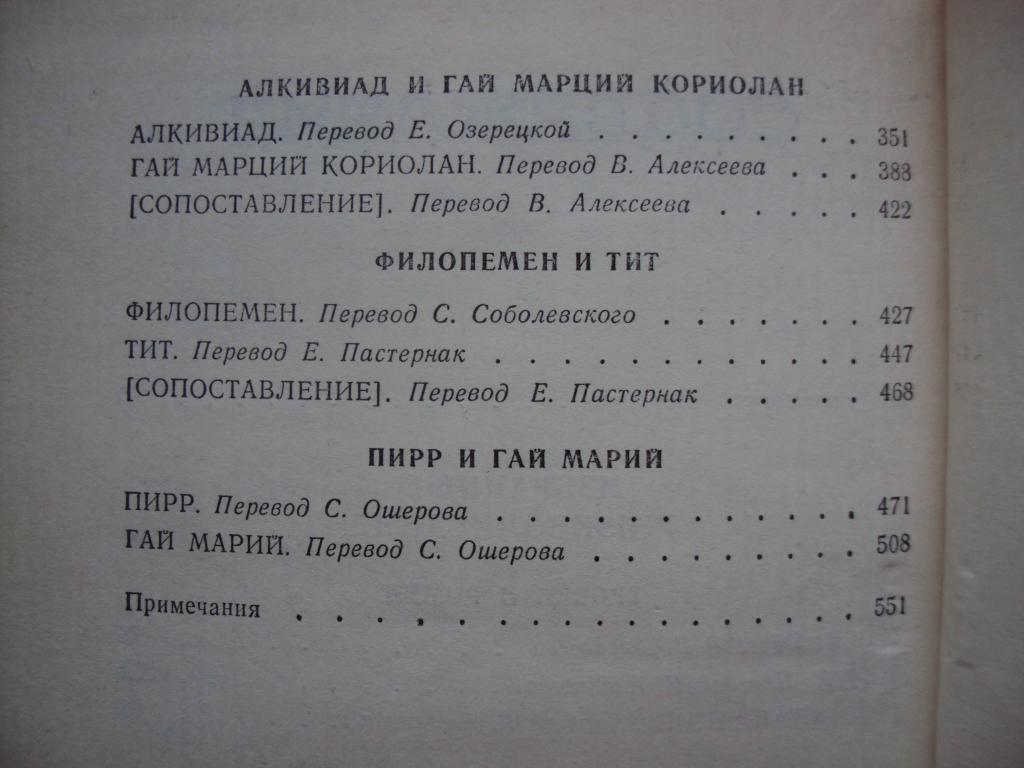 АЛКИВИАД И ГАЙ МАРЦИЙ КОРИОЛАН
АЛКИВИАД. Перевод Е. Озерецкой . . . . . . . . 351
ГАЙ МАРЦИЙ КОРИОЛАН. Перевод В. Алексеева . . . 383
[СОПОСТАВЛЕНИЕ]. Перевод В. Алексеева . . . . . 422
ФИЛОПЕМЕН И ТИТ
ФИЛОПЕМЕН. Перевод С. Соболевского . . . . . . . 427
ТИТ. Перевод Е. Пастернак . . . . . . . . . . . 447
[СОПОСТАВЛЕНИЕ]. Перевод Е. Пастернак . . . . . 468
ПИРР И ГАЙ МАРИЙ
ПИРР. Перевод С. Ошерова . . . . . . . . . . . 471
ГАЙ МАРИЙ. Перевод С. Ошерова . . . . . . . . 508
Примечания . . . . . . . . . . . . . . . 551